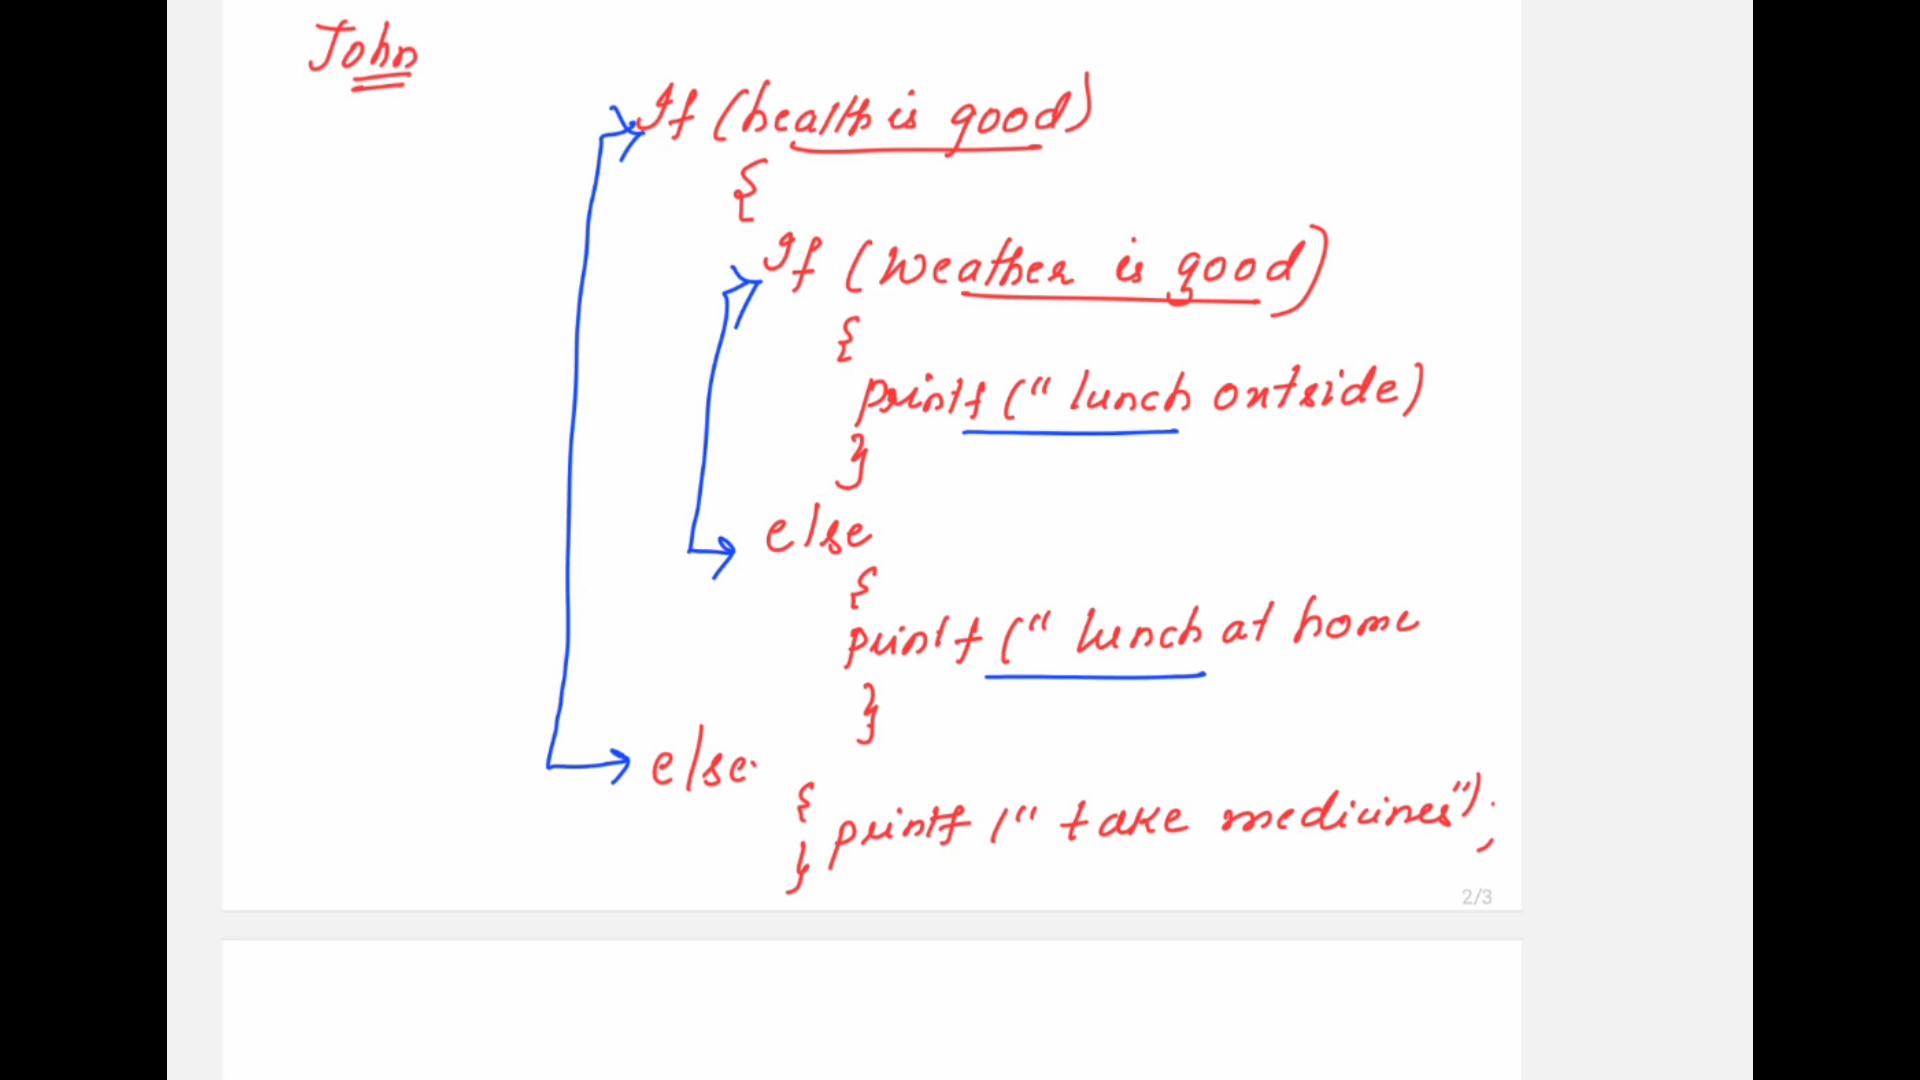 John
If (health is good)
{
If (Weather is good)
{
printf (" lunch outside)
}
else
{
printf (" lunch at home
}
else
{ printf (" take medicines");
}
2/3